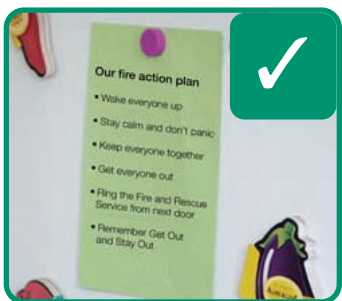 Our fire action plan
• Wake everyone up
• Stay calm and don't panic
• Keep everyone together
• Get everyone out
• Ring the Fire and Rescue
Service from next door
• Remember Get Out
and Stay Out